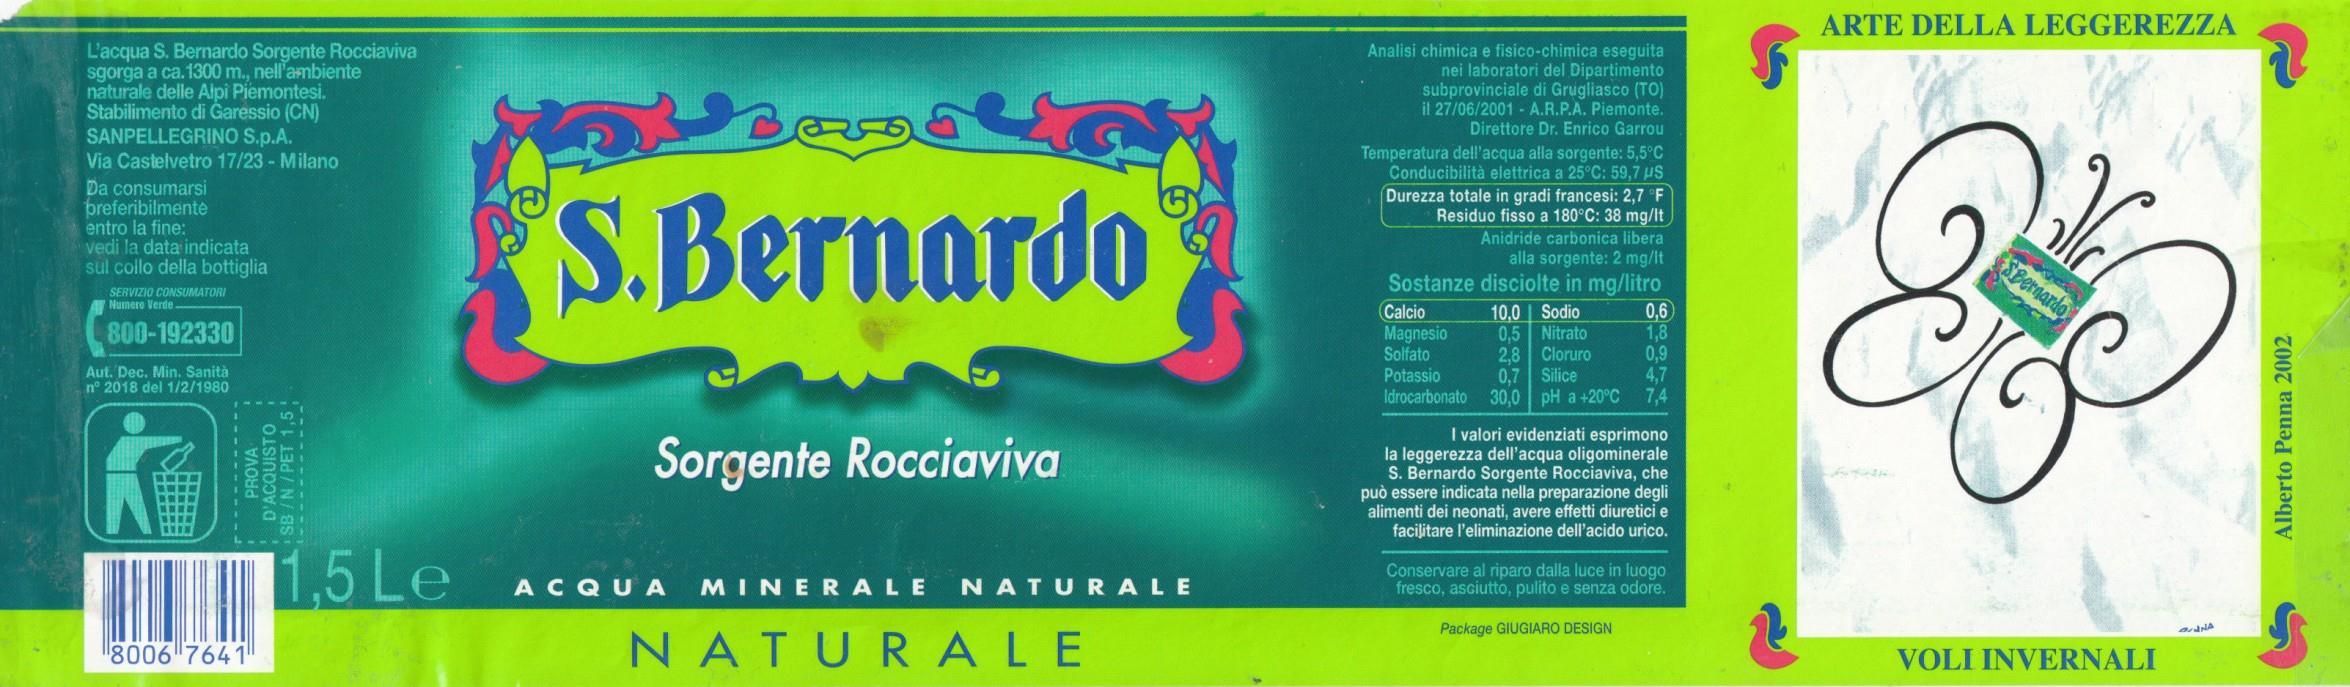 L'acqua S. Bernardo Sorgente Rocciaviva
sgorga a ca.1300 m., nell'ambiente
naturale delle Alpi Piemontesi.
Stabilimento di Garessio (CN)
SANPELLEGRINO S.p.A.
Via Castelvetro 17/23 - Milano
Da consumarsi
preferibilmente
entro la fine:
vedi la data indicata
sul collo della bottiglia
SERVIZIO CONSUMATORI
Numero Verde
800-192330
Aut. Dec. Min. Sanità
n° 2018 del 1/2/1980
PROVA
D'ACQUISTO
SB / N / PET 1,5
1,5 L e
8006 7641
S.Bernardo
Sorgente Rocciaviva
ACQUA MINERALE NATURALE
NATURALE
Analisi chimica e fisico-chimica eseguita
nei laboratori del Dipartimento
subprovinciale di Grugliasco (TO)
il 27/06/2001 - A.R.P.A. Piemonte.
Direttore Dr. Enrico Garrou
Temperatura dell'acqua alla sorgente: 5,5°C
Conducibilità elettrica a 25°C: 59,7 µS
Durezza totale in gradi francesi: 2,7 °F
Residuo fisso a 180°C: 38 mg/lt
Anidride carbonica libera
alla sorgente: 2 mg/lt
Sostanze disciolte in mg/litro
Calcio 10,0 Sodio 0,6
Magnesio 0,5 Nitrato 1,8
Solfato 2,8 Cloruro 0,9
Potassio 0,7 Silice 4,7
Idrocarbonato 30,0 pH a +20°C 7,4
I valori evidenziati esprimono
la leggerezza dell'acqua oligominerale
S. Bernardo Sorgente Rocciaviva, che
può essere indicata nella preparazione degli
alimenti dei neonati, avere effetti diuretici e
facilitare l'eliminazione dell'acido urico.
Conservare al riparo dalla luce in luogo
fresco, asciutto, pulito e senza odore.
Package GIUGIARO DESIGN
ARTE DELLA LEGGEREZZA
S.Bernardo
Alberto Penna 2002
VOLI INVERNALI